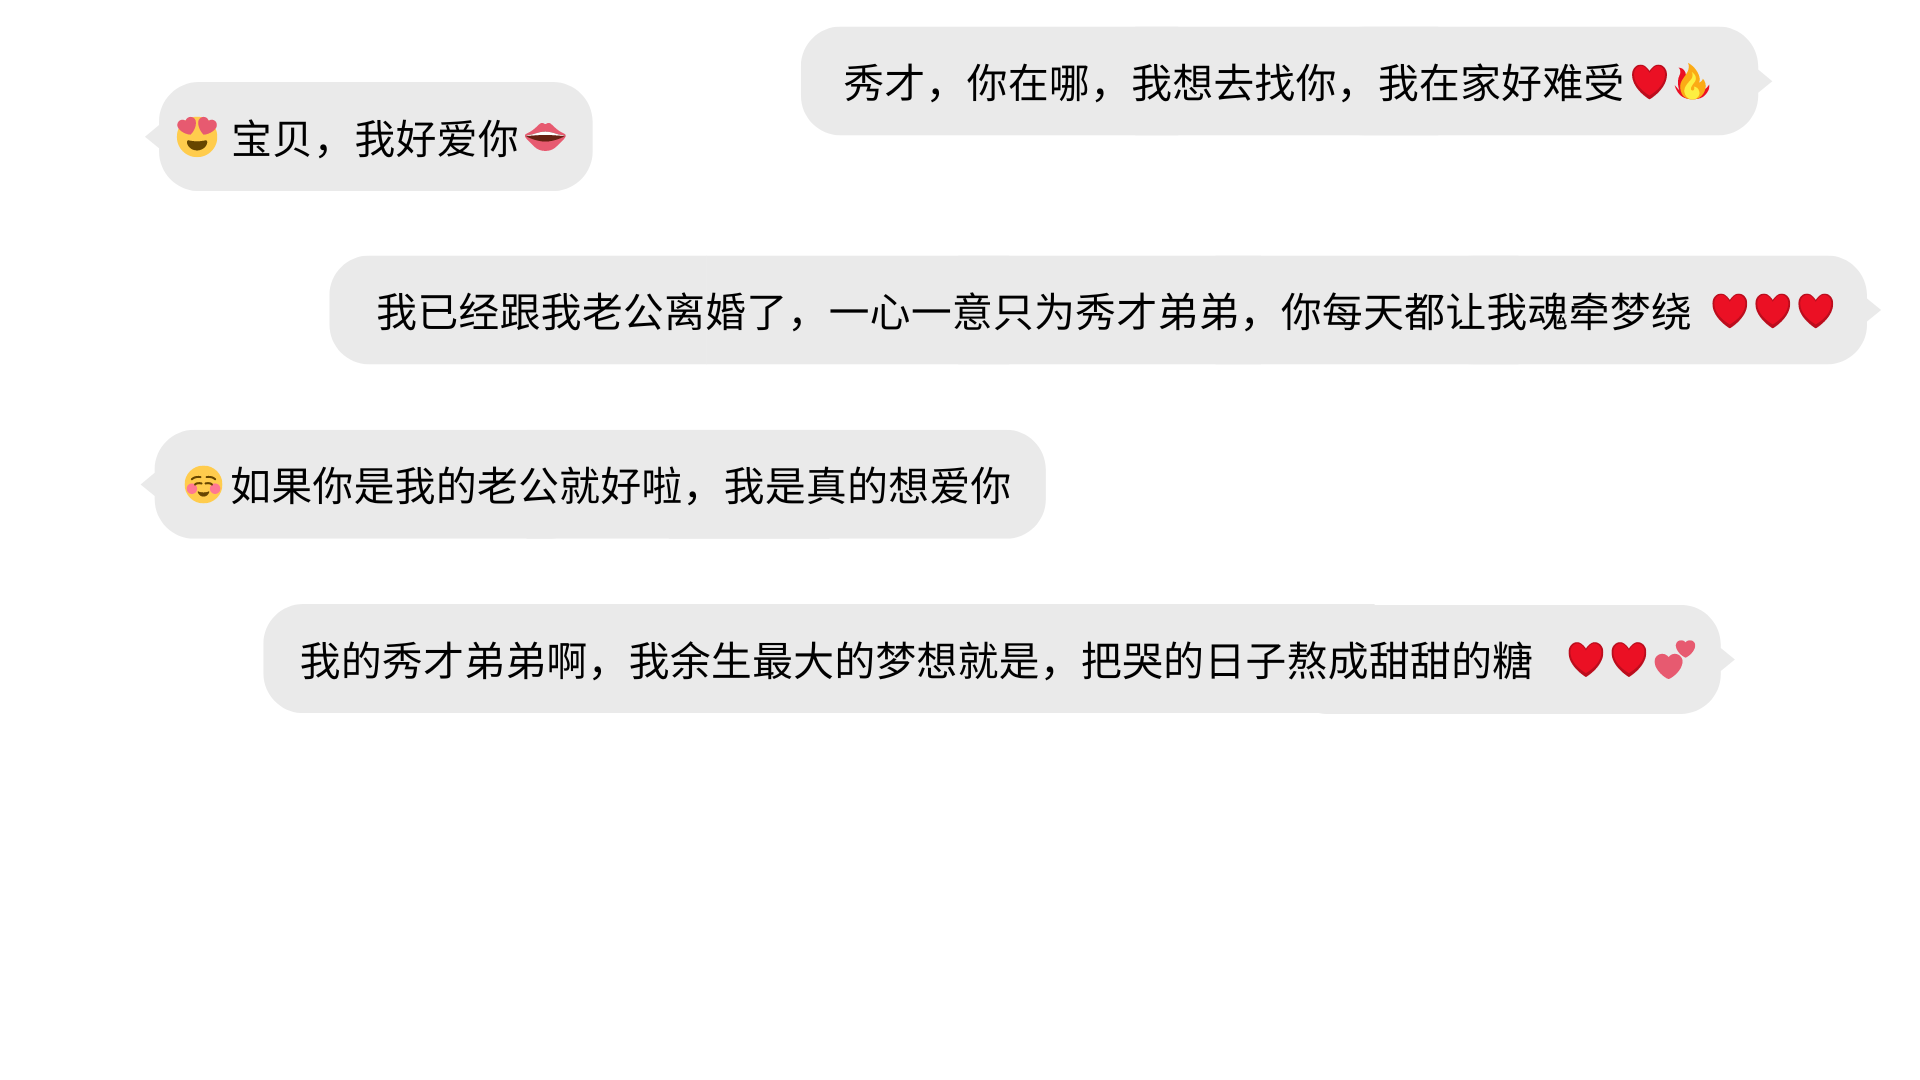 秀才，你在哪，我想去找你，我在家好难受❤️🔥
😍 宝贝，我好爱你👄
我已经跟我老公离婚了，一心一意只为秀才弟弟，你每天都让我魂牵梦绕 ❤️❤️❤️
☺️如果你是我的老公就好啦，我是真的想爱你
我的秀才弟弟啊，我余生最大的梦想就是，把哭的日子熬成甜甜的糖 ❤️❤️💕